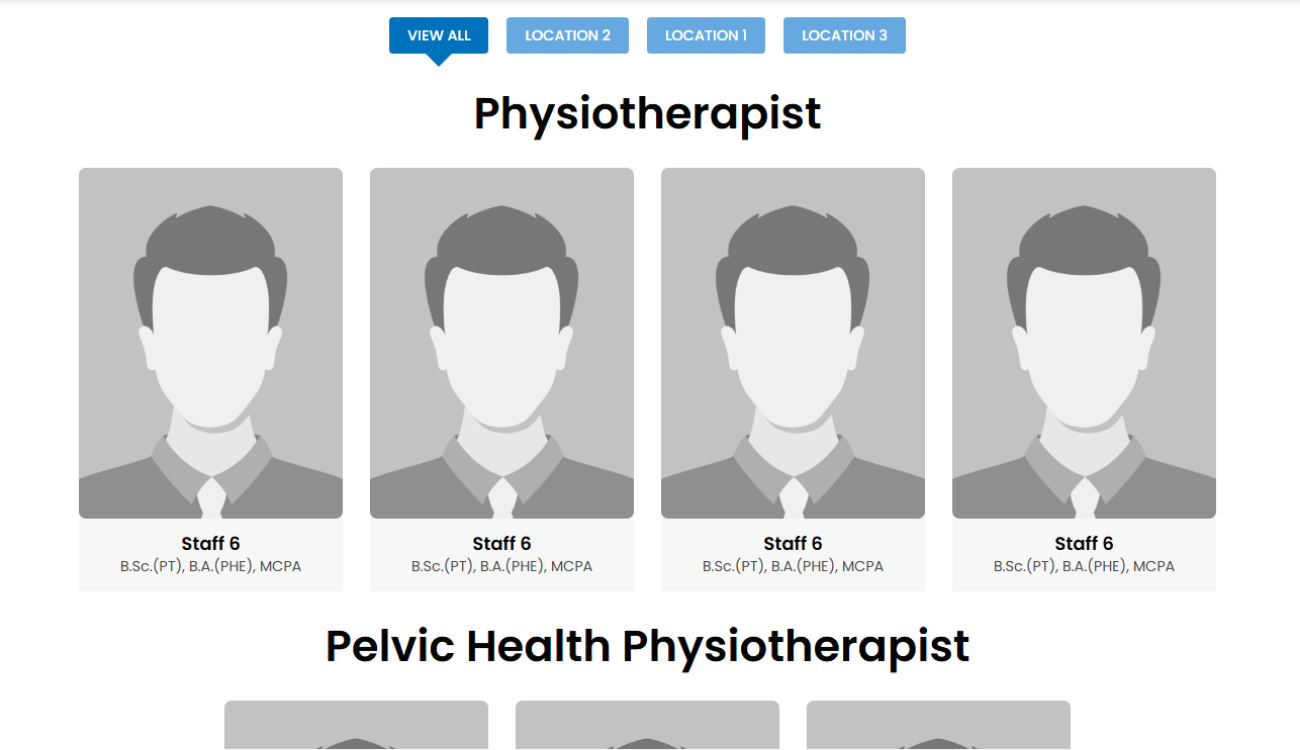 VIEW ALL LOCATION 2 LOCATION 1 LOCATION 3
Physiotherapist
Staff 6 Staff 6 Staff 6 Staff 6
B.Sc.(PT), B.A.(PHE), MCPA B.Sc.(PT), B.A.(PHE), MCPA B.Sc.(PT), B.A.(PHE), MCPA B.Sc.(PT), B.A.(PHE), MCPA
Pelvic Health Physiotherapist